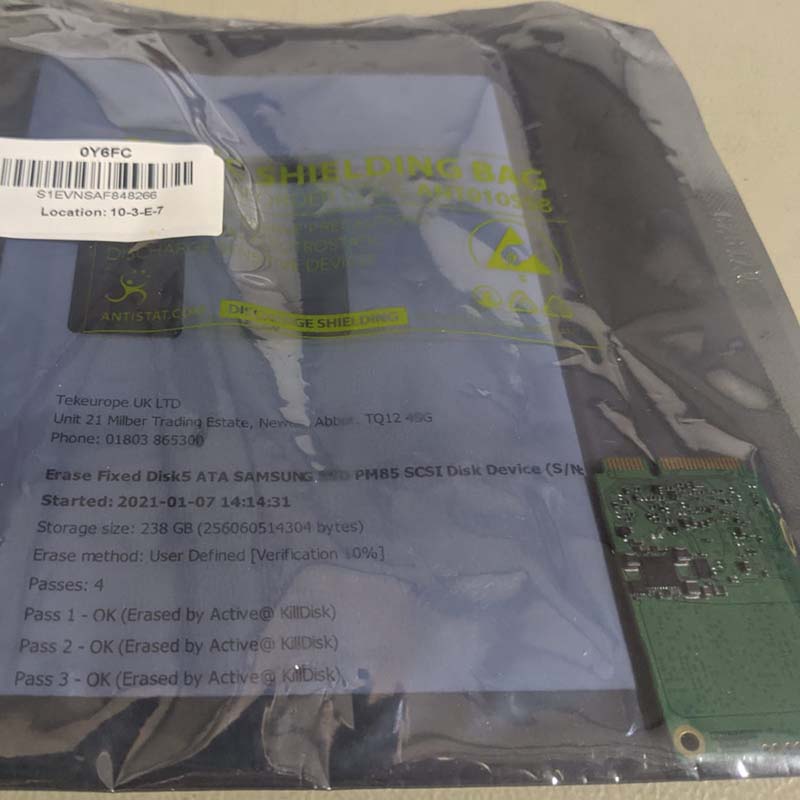 0Y6FC
S1EVNSAF848266
Location: 10-3-E-7
SHIELDING BAG
DISCHARGE
DEVICES
ANTISTAT.COM
SHIELDING
Tekeurope UK LTD
Unit 21 Milber Trading Estate, Abbot. TQ12 4SG
Phone: 01803 865300
Erase Fixed Disk5 ATA SAMSUNG SSD PM85 SCSI Disk Device (S/N:
Started: 2021-01-07 14:14:31
Storage size: 238 GB (256060514304 bytes)
Erase method: User Defined [Verification 10%]
Passes: 4
Pass 1 - OK (Erased by Active@ KillDisk)
Pass 2 - OK (Erased by Active@ KillDisk)
Pass 3 - OK (Erased by Active@ KillDisk)